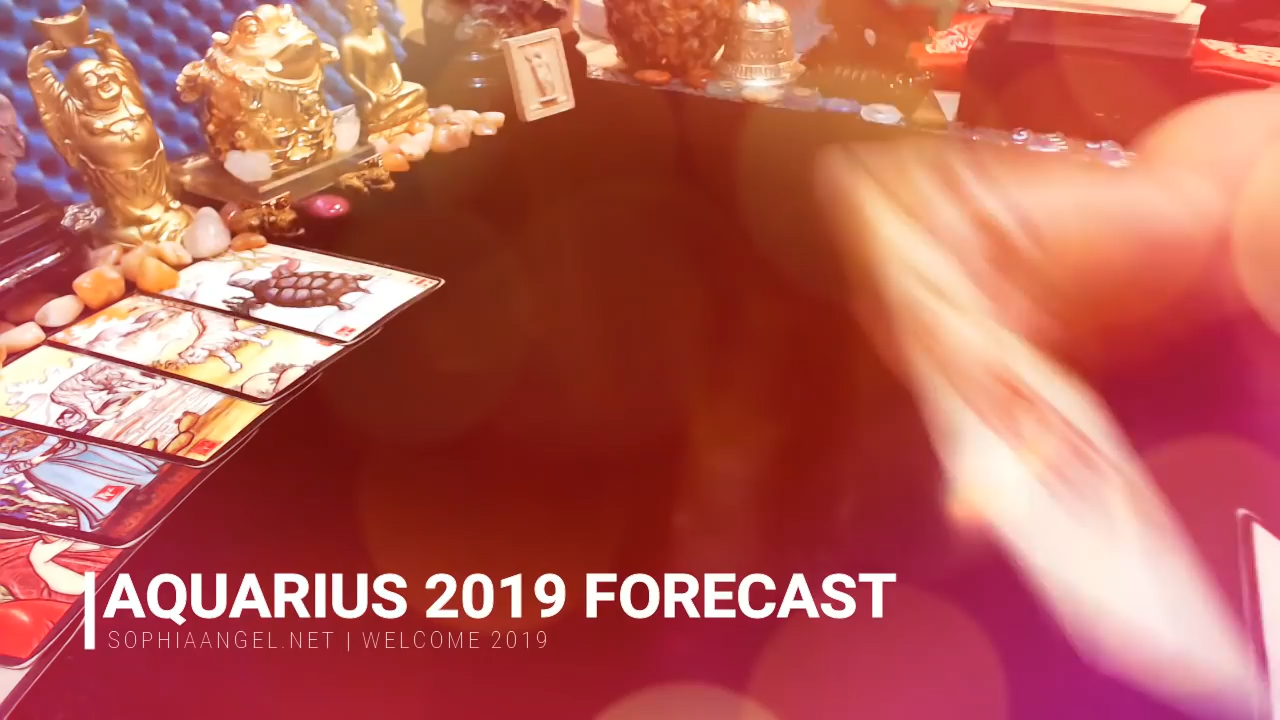 AQUARIUS 2019 FORECAST
SOPHIAANGEL.NET | WELCOME 2019